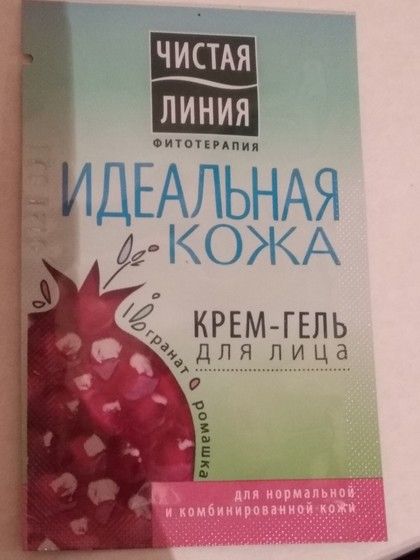 ЧИСТАЯ
ЛИНИЯ
ФИТОТЕРАПИЯ
ИДЕАЛЬНАЯ
КОЖА
КРЕМ-ГЕЛЬ
ДЛЯ ЛИЦА
гранат
ромашка
для нормальной
и комбинированной кожи